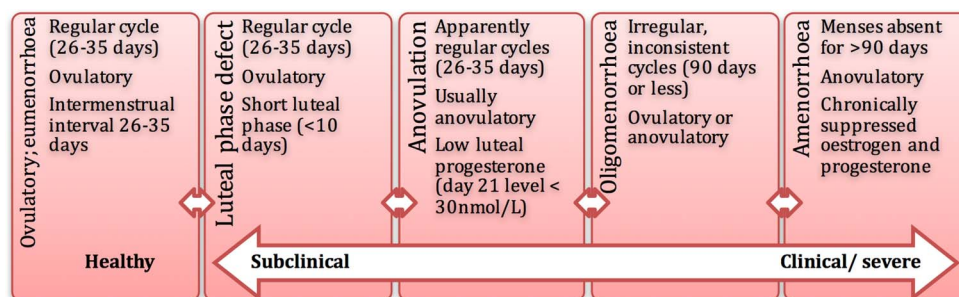 Ovulatory; eumenorrhoea
Regular cycle
(26-35 days)
Ovulatory
Intermenstrual
interval 26-35
days
Luteal phase defect
Regular cycle
(26-35 days)
Ovulatory
Short luteal
phase (<10
days)
Anovulation
Apparently
regular cycles
(26-35 days)
Usually
anovulatory
Low luteal
progesterone
(day 21 level <
30nmol/L)
Oligomenorrhoea
Irregular,
inconsistent
cycles (90 days
or less)
Ovulatory or
anovulatory
Amenorrhoea
Menses absent
for >90 days
Anovulatory
Chronically
suppressed
oestrogen and
progesterone
Healthy
Subclinical
Clinical/ severe